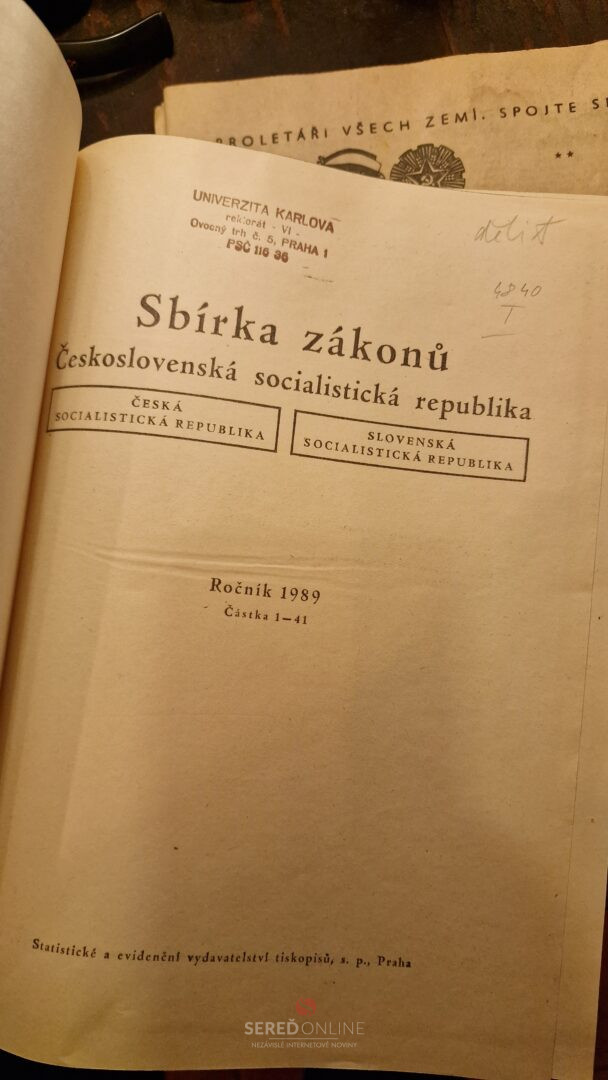 PROLETÁŘI VŠECH ZEMÍ, SPOJTE
UNIVERZITA KARLOVA
rektorát - VI -
Ovocný trh č. 5, PRAHA 1
PSČ 116 36
4840
I
Sbírka zákonů
Československá socialistická republika
ČESKÁ
SOCIALISTICKÁ REPUBLIKA
SLOVENSKÁ
SOCIALISTICKÁ REPUBLIKA
Ročník 1989
Částka 1—41
Statistické a evidenční vydavatelství tiskopisů, s. p., Praha
SEREĎONLINE
NEZÁVISLÉ INTERNETOVÉ NOVINY